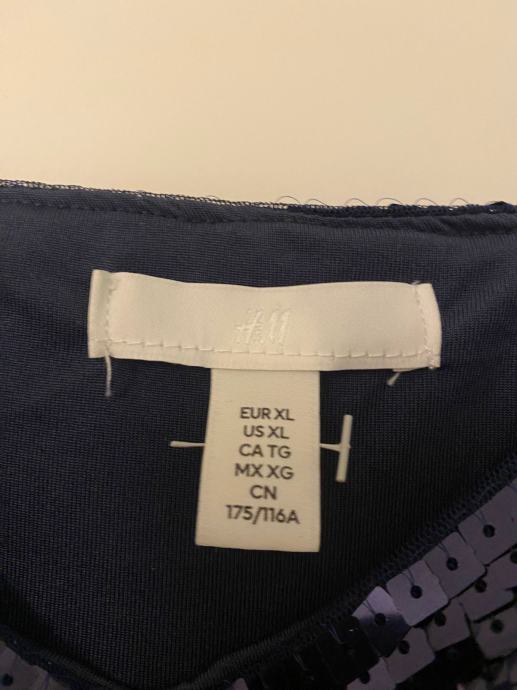 H&M
EUR XL
US XL
CA TG
MX XG
CN
175/116A